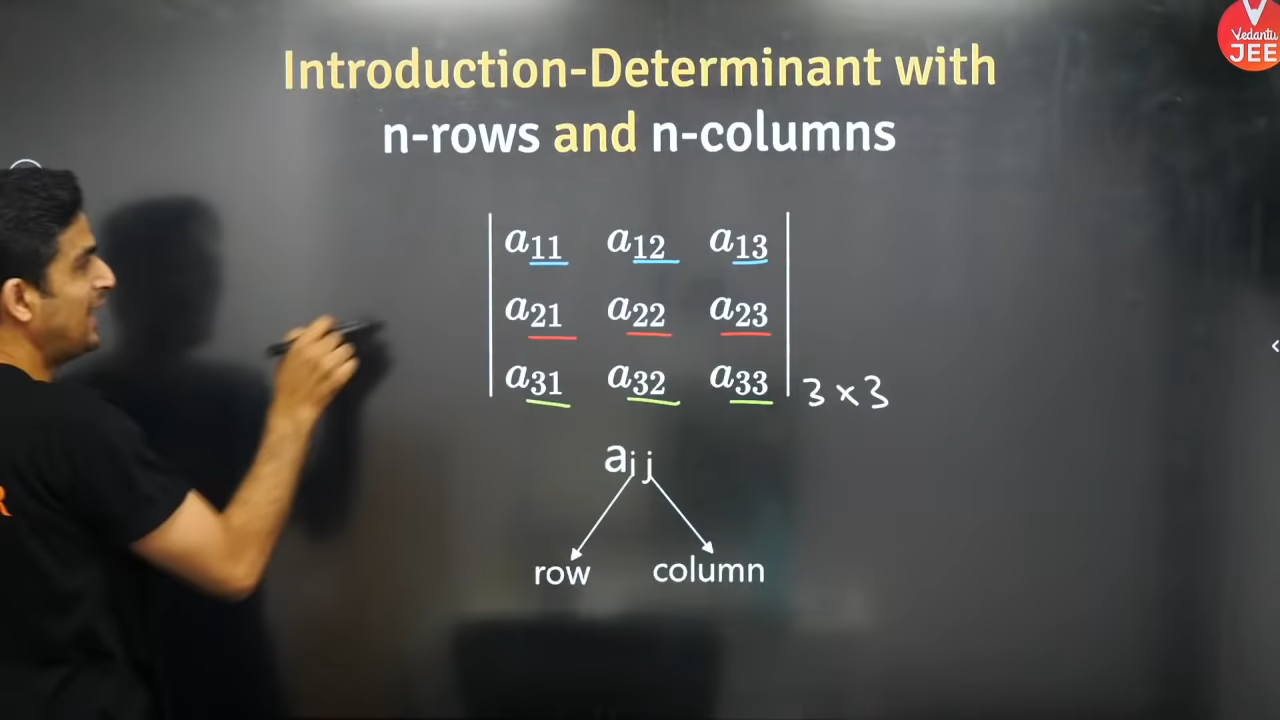 Vedantu
JEE
Introduction-Determinant with
n-rows and n-columns
a11 a12 a13
a21 a22 a23
a31 a32 a33
3 × 3
ai j
row column
R